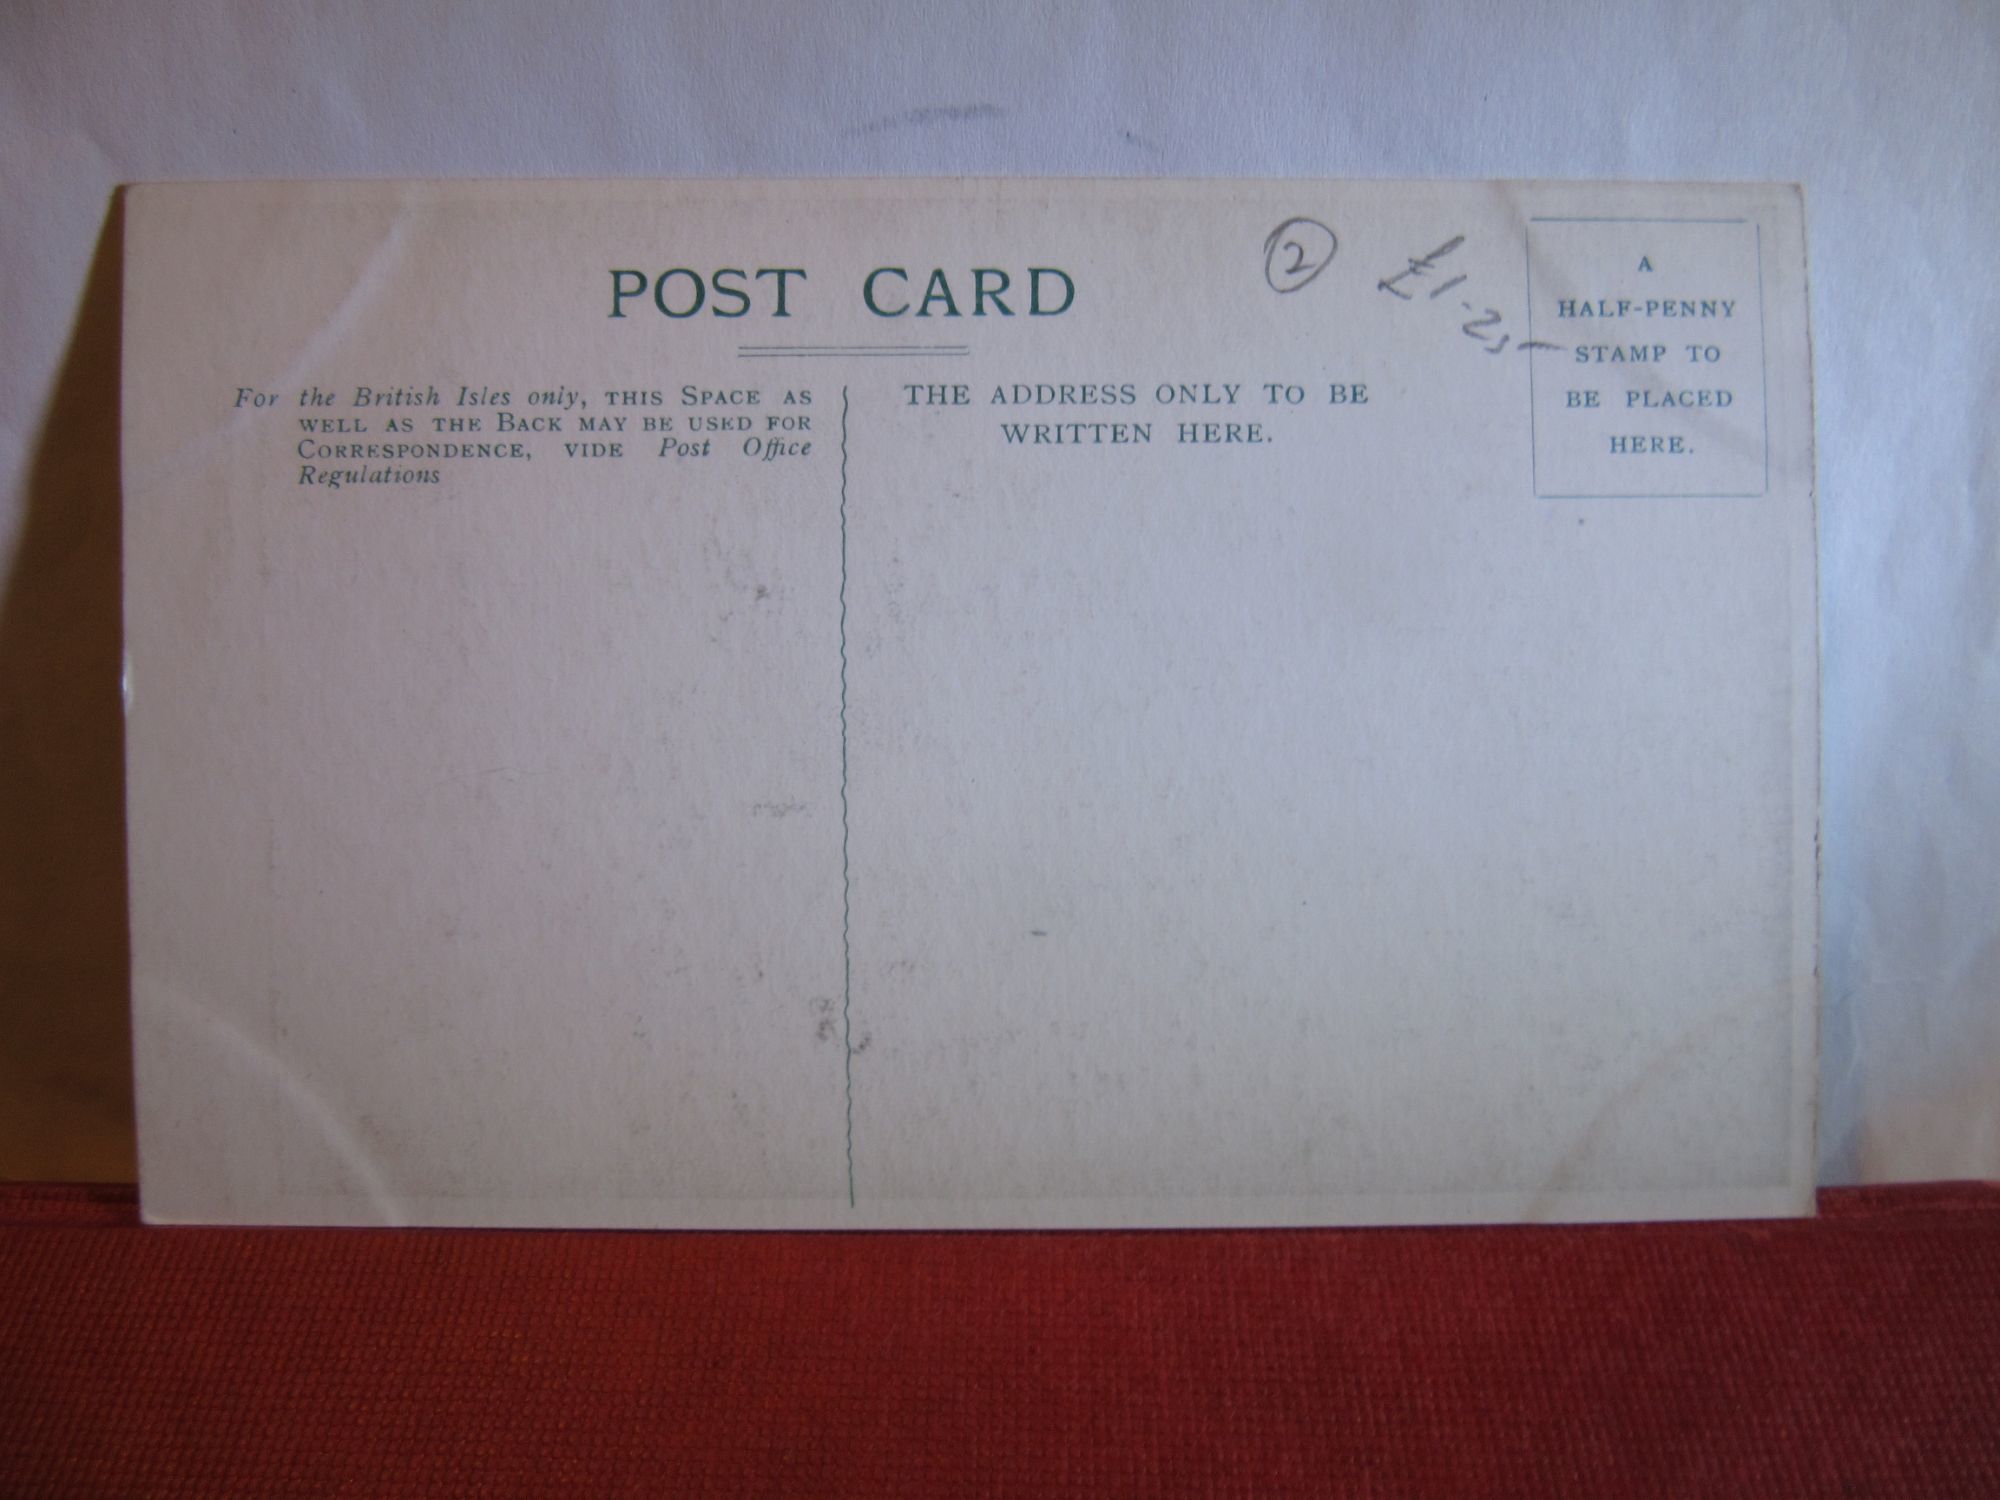 POST CARD
② £1-25
For the British Isles only, THIS SPACE AS
WELL AS THE BACK MAY BE USED FOR
CORRESPONDENCE, VIDE Post Office
Regulations
THE ADDRESS ONLY TO BE
WRITTEN HERE.
A
HALF-PENNY
STAMP TO
BE PLACED
HERE.